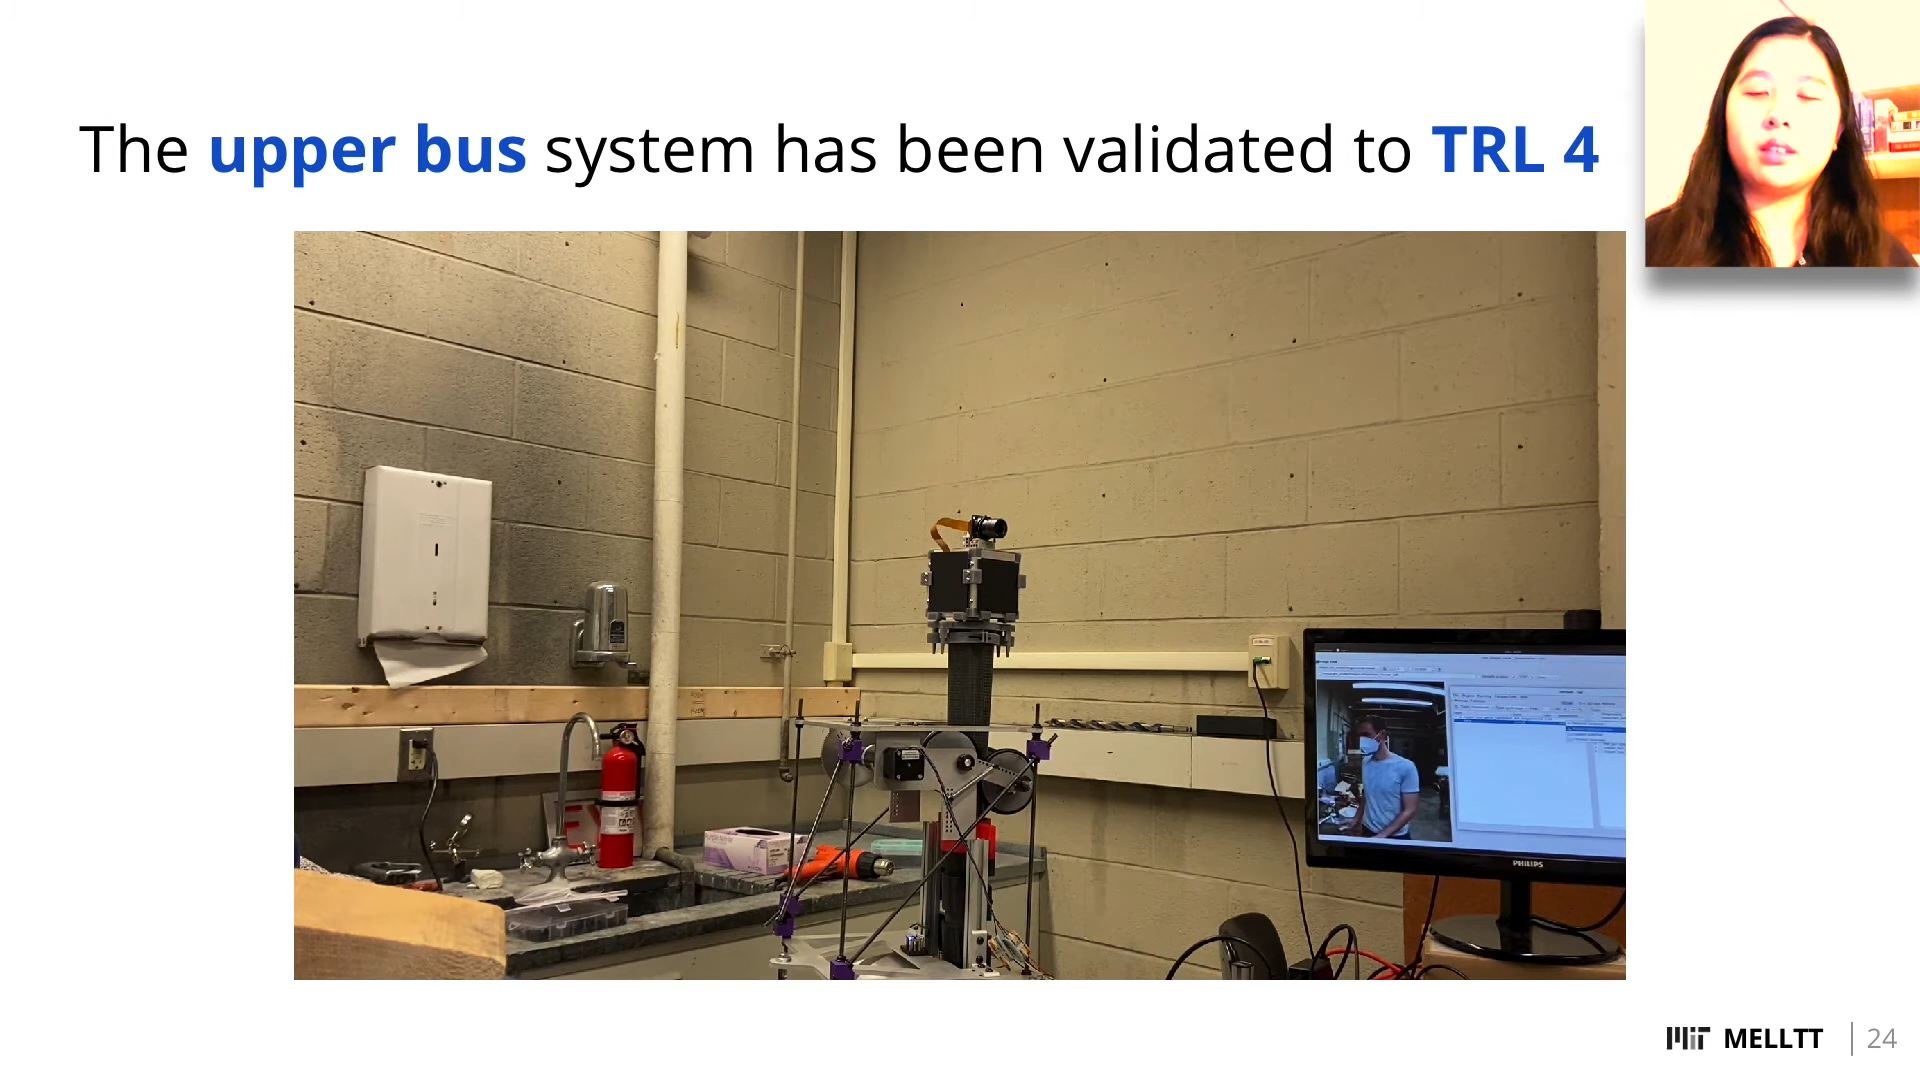 The upper bus system has been validated to TRL 4
PHILIPS
MIT MELLTT
24